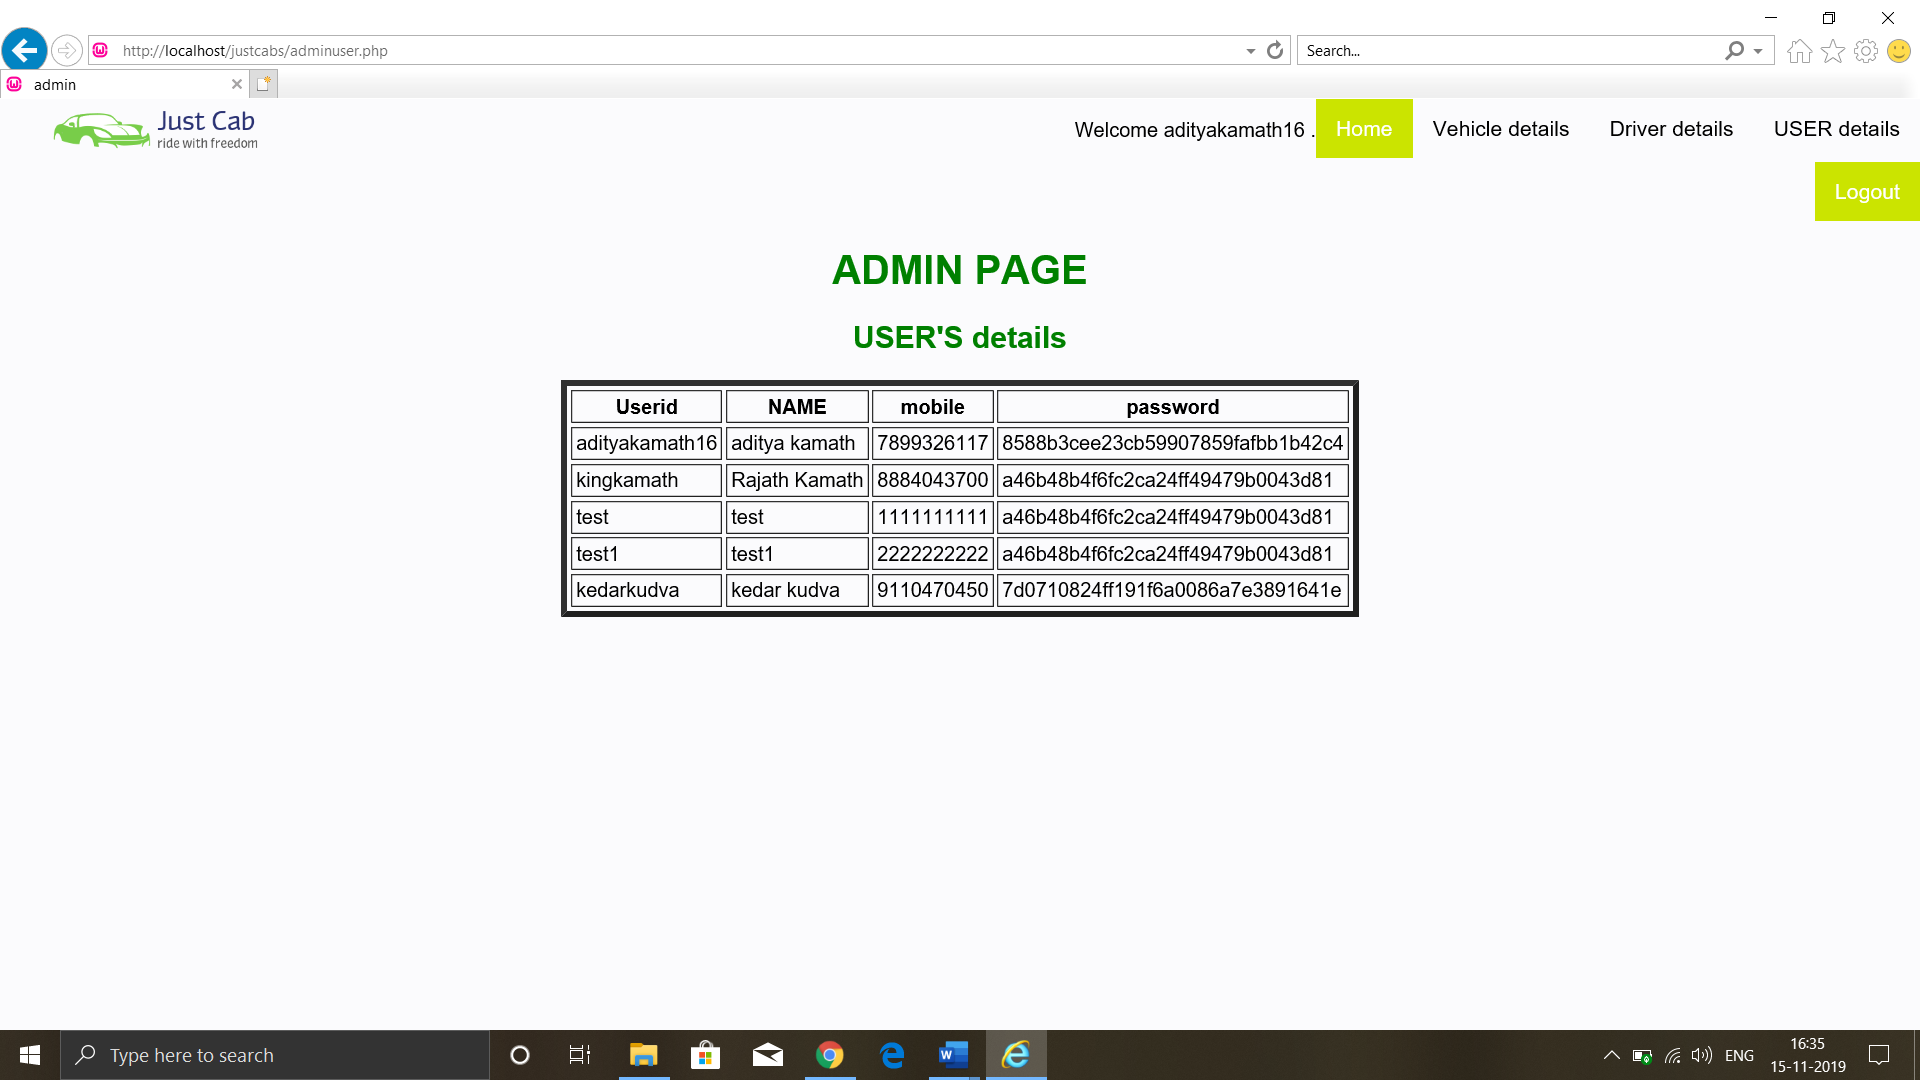 http://localhost/justcabs/adminuser.php
Search...
admin
Just Cab
ride with freedom
Welcome adityakamath16 .
Home
Vehicle details
Driver details
USER details
Logout
ADMIN PAGE
USER'S details
Userid NAME mobile password
adityakamath16 aditya kamath 7899326117 8588b3cee23cb59907859fafbb1b42c4
kingkamath Rajath Kamath 8884043700 a46b48b4f6fc2ca24ff49479b0043d81
test test 1111111111 a46b48b4f6fc2ca24ff49479b0043d81
test1 test1 2222222222 a46b48b4f6fc2ca24ff49479b0043d81
kedarkudva kedar kudva 9110470450 7d0710824ff191f6a0086a7e3891641e
Type here to search
ENG
16:35
15-11-2019